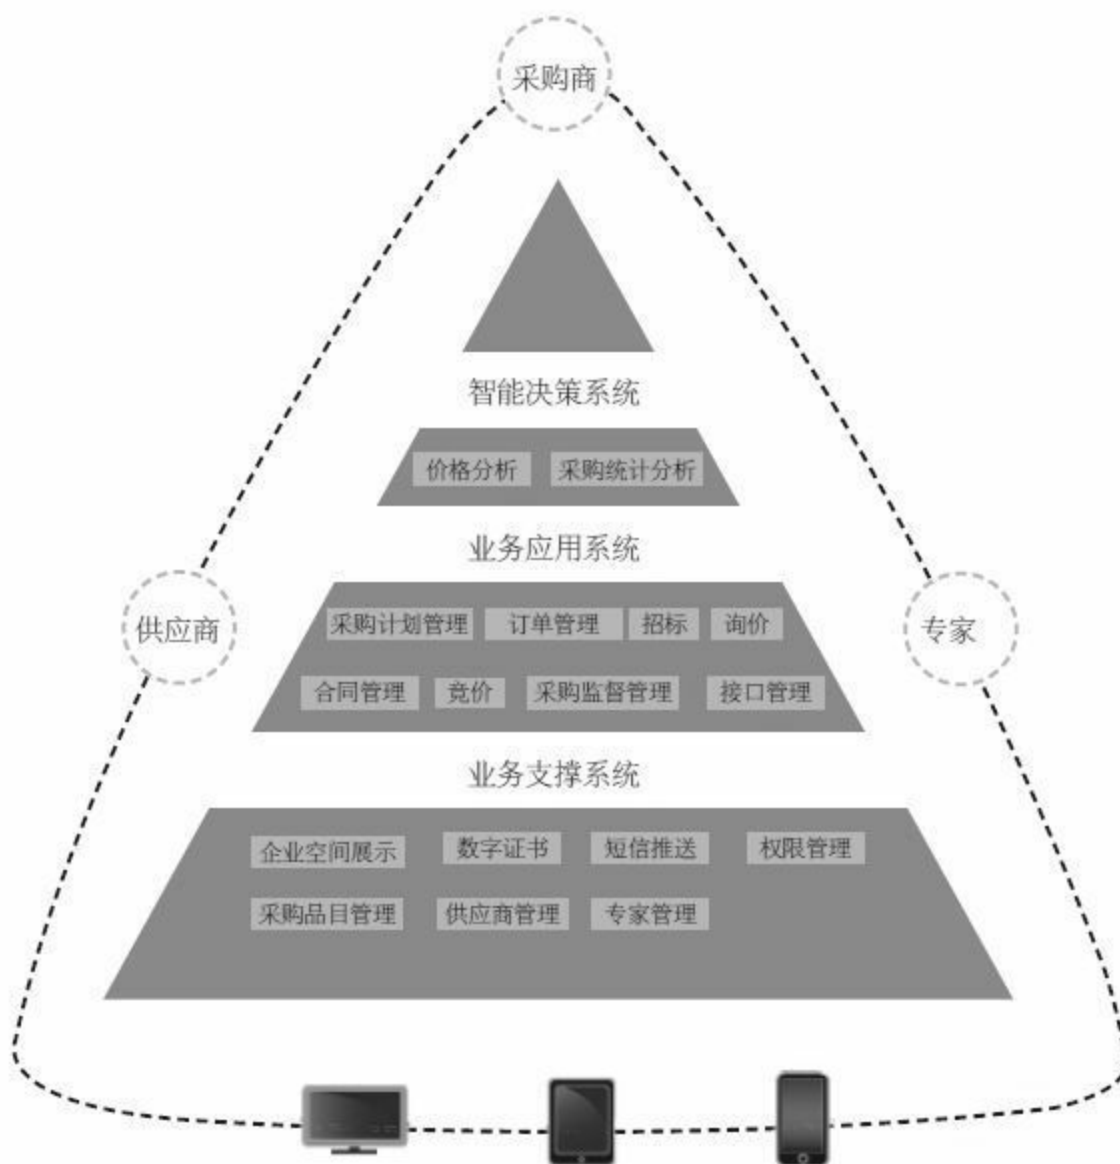 采购商
智能决策系统
价格分析 采购统计分析
业务应用系统
供应商
专家
采购计划管理 订单管理 招标 询价
合同管理 竞价 采购监督管理 接口管理
业务支撑系统
企业空间展示 数字证书 短信推送 权限管理
采购品目管理 供应商管理 专家管理